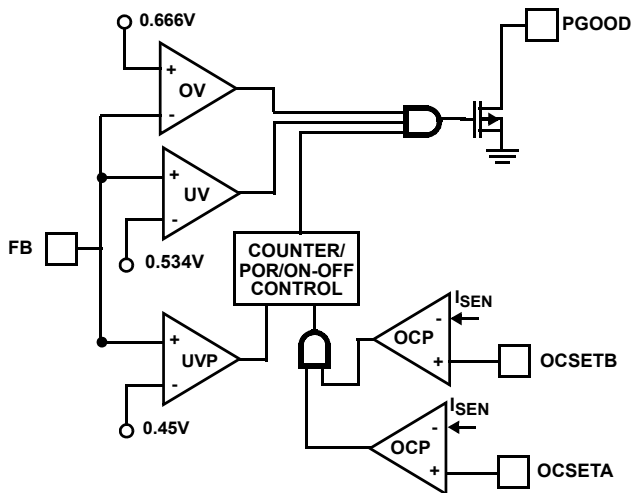 0.666V
PGOOD
+
OV
-
+
UV
-
FB
0.534V
COUNTER/
POR/ON-OFF
CONTROL
+
UVP
-
0.45V
ISEN
-
OCP
+
OCSETB
ISEN
-
OCP
+
OCSETA